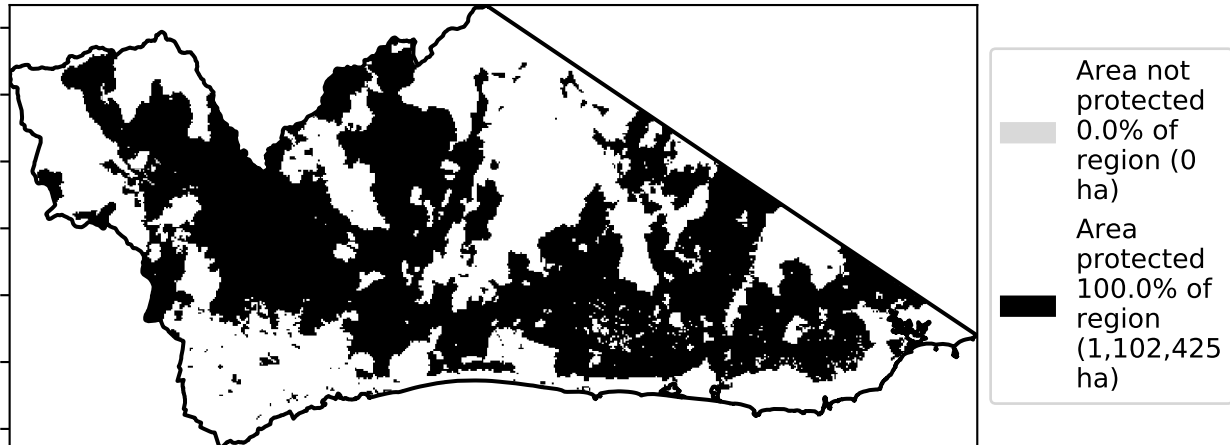 Area not
protected
0.0% of
region (0
ha)
Area
protected
100.0% of
region
(1,102,425
ha)